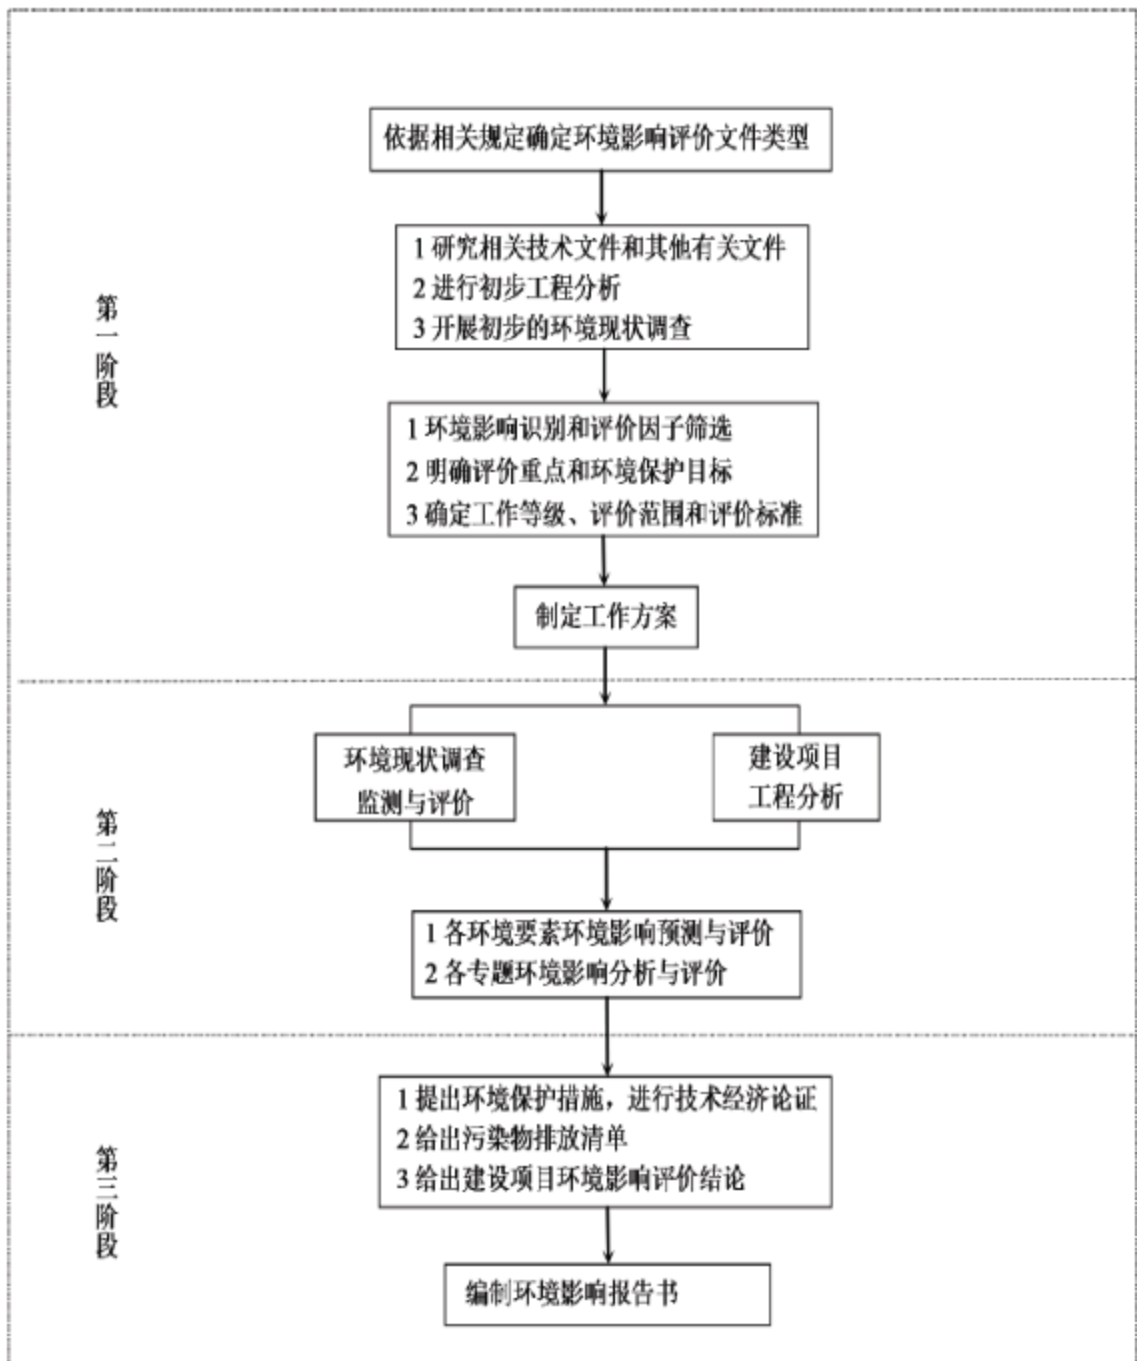 依据相关规定确定环境影响评价文件类型
1 研究相关技术文件和其他有关文件
2 进行初步工程分析
3 开展初步的环境现状调查
第一阶段
1 环境影响识别和评价因子筛选
2 明确评价重点和环境保护目标
3 确定工作等级、评价范围和评价标准
制定工作方案
环境现状调查
监测与评价
建设项目
工程分析
第二阶段
1 各环境要素环境影响预测与评价
2 各专题环境影响分析与评价
1 提出环境保护措施，进行技术经济论证
2 给出污染物排放清单
3 给出建设项目环境影响评价结论
第三阶段
编制环境影响报告书